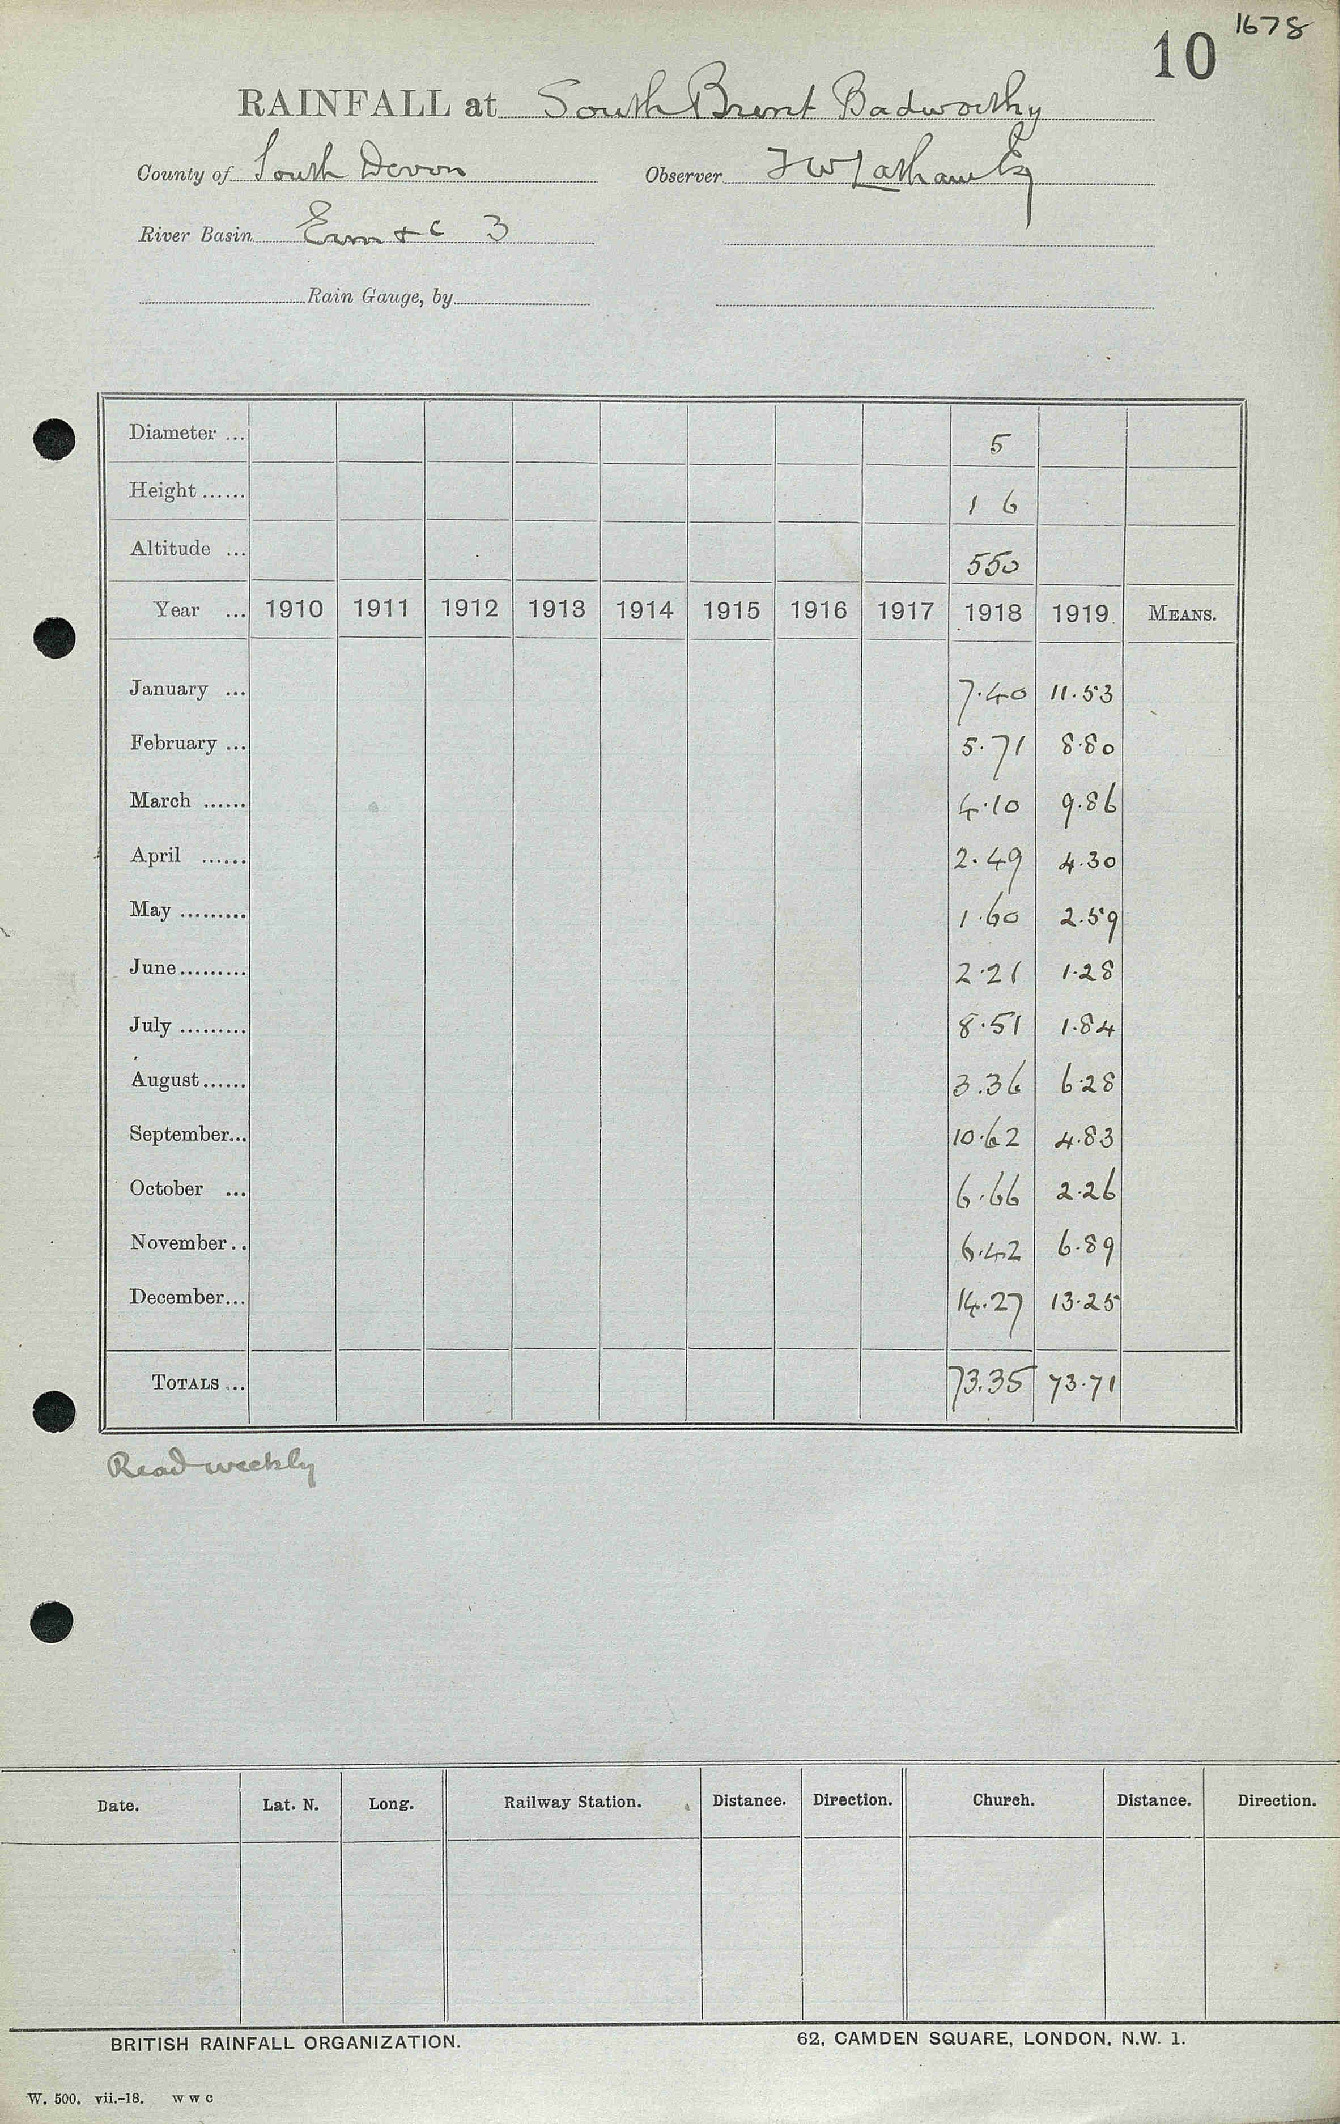 1678
10
RAINFALL at South Brent Badworthy
County of South Devon Observer F W Latham Esq
River Basin Erm & c 3
Rain Gauge, by
Diameter ... 5
Height ...... 1 6
Altitude ... 550
Year ... 1910 1911 1912 1913 1914 1915 1916 1917 1918 1919. MEANS.
January ... 7.40 11.53
February ... 5.71 8.80
March ...... 4.10 9.86
April ...... 2.49 4.30
May ......... 1.60 2.59
June......... 2.21 1.28
July ......... 8.51 1.84
August...... 3.36 6.28
September... 10.62 4.83
October ... 6.66 2.26
November.. 6.42 6.89
December... 14.27 13.25
TOTALS ... 73.35 73.71
Read weekly
Date. Lat. N. Long. Railway Station. Distance. Direction. Church. Distance. Direction.
BRITISH RAINFALL ORGANIZATION. 62, CAMDEN SQUARE, LONDON, N.W. 1.
W. 500. vii.-18. w w c